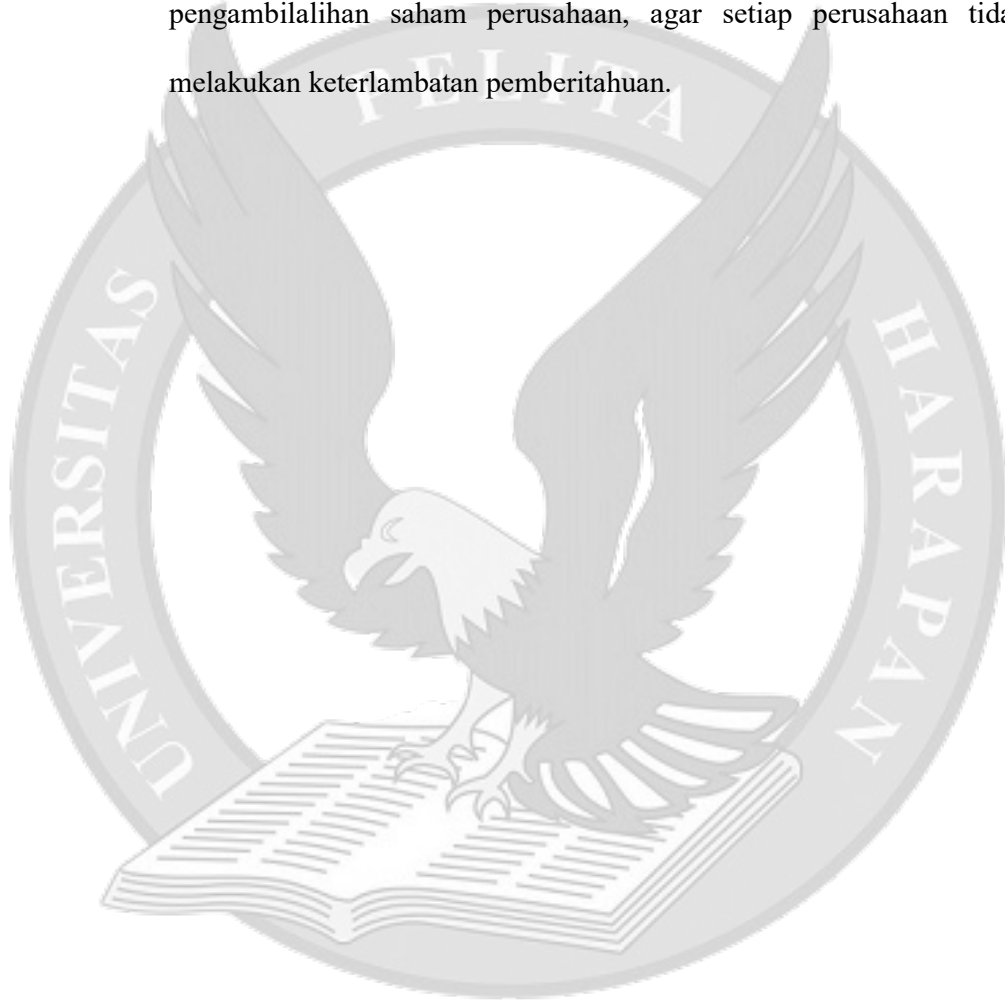 pengambilalihan saham perusahaan, agar setiap perusahaan tida
melakukan keterlambatan pemberitahuan.
UNIVERSITAS PELITA HARAPAN